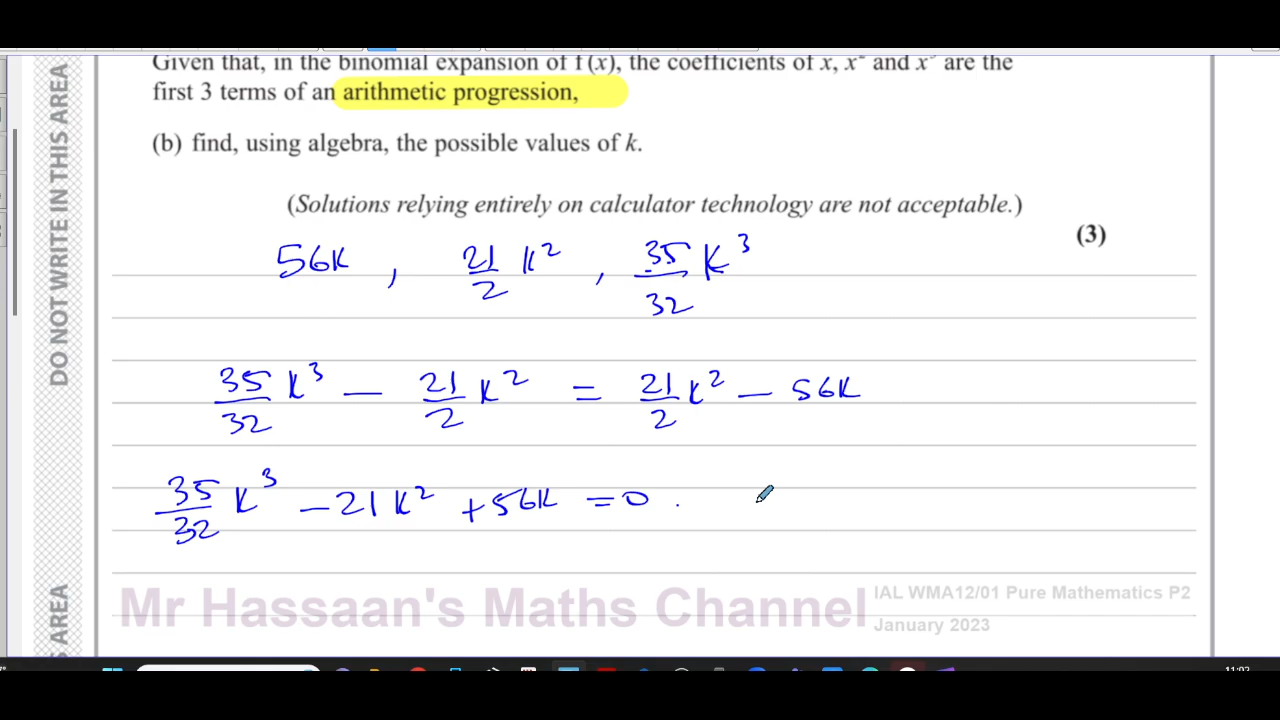 Given that, in the binomial expansion of f(x), the coefficients of x, x² and x³ are the
first 3 terms of an arithmetic progression,
(b) find, using algebra, the possible values of k.
(Solutions relying entirely on calculator technology are not acceptable.)
(3)
56k , 21/2 k² , 35/32 k³
35/32 k³ - 21/2 k² = 21/2 k² - 56k
35/32 k³ - 21k² + 56k = 0 .
Mr Hassaan's Maths Channel
IAL WMA12/01 Pure Mathematics P2
January 2023
DO NOT WRITE IN THIS AREA
AREA
11:02